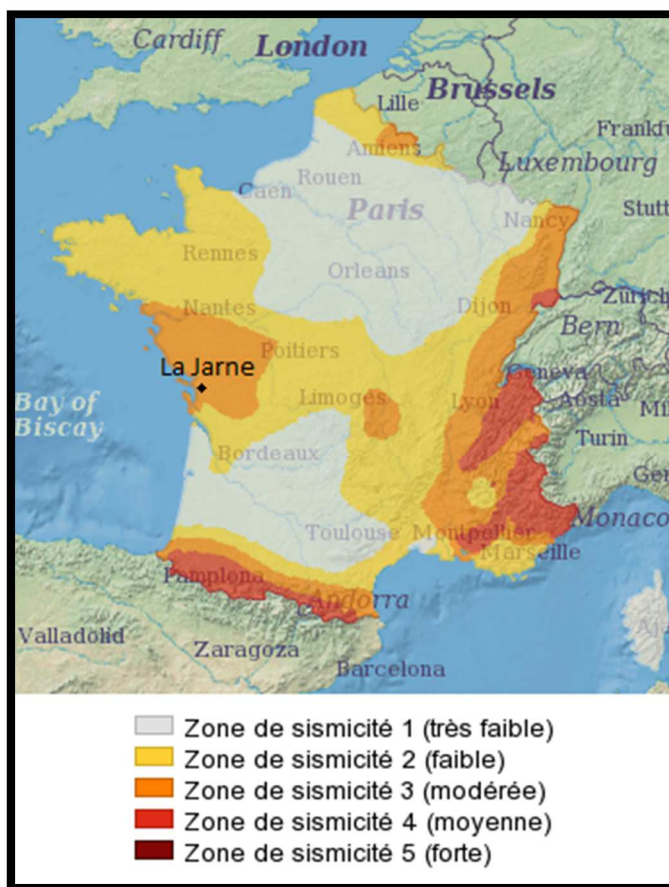 Cardiff
London
Lille
Brussels
Frankfu
Amiens
Luxembourg
Rouen
Caen
Paris
Nancy
Stutt
Rennes
Orleans
Nantes
Dijon
Zurich
Bern
Poitiers
La Jarne
Geneva
Limoges
Lyon
Aosta
Mi
Bay of
Biscay
Turin
Bordeaux
Gen
Toulouse
Montpellier
Monaco
Marseille
Pamplona
Andorra
Valladolid
Zaragoza
Aj
Barcelona
Zone de sismicité 1 (très faible)
Zone de sismicité 2 (faible)
Zone de sismicité 3 (modérée)
Zone de sismicité 4 (moyenne)
Zone de sismicité 5 (forte)